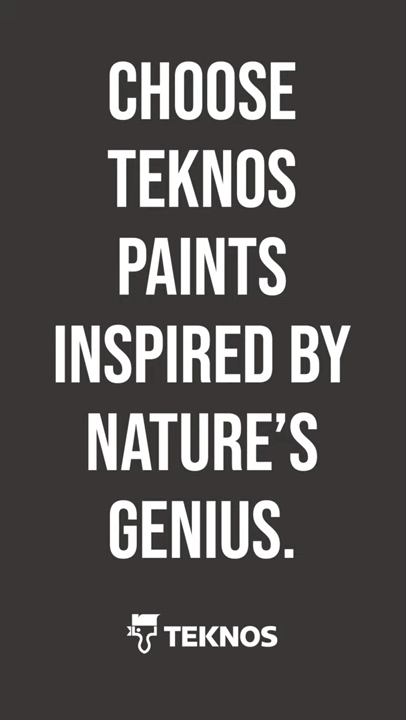 CHOOSE
TEKNOS
PAINTS
INSPIRED BY
NATURE’S
GENIUS.
TEKNOS